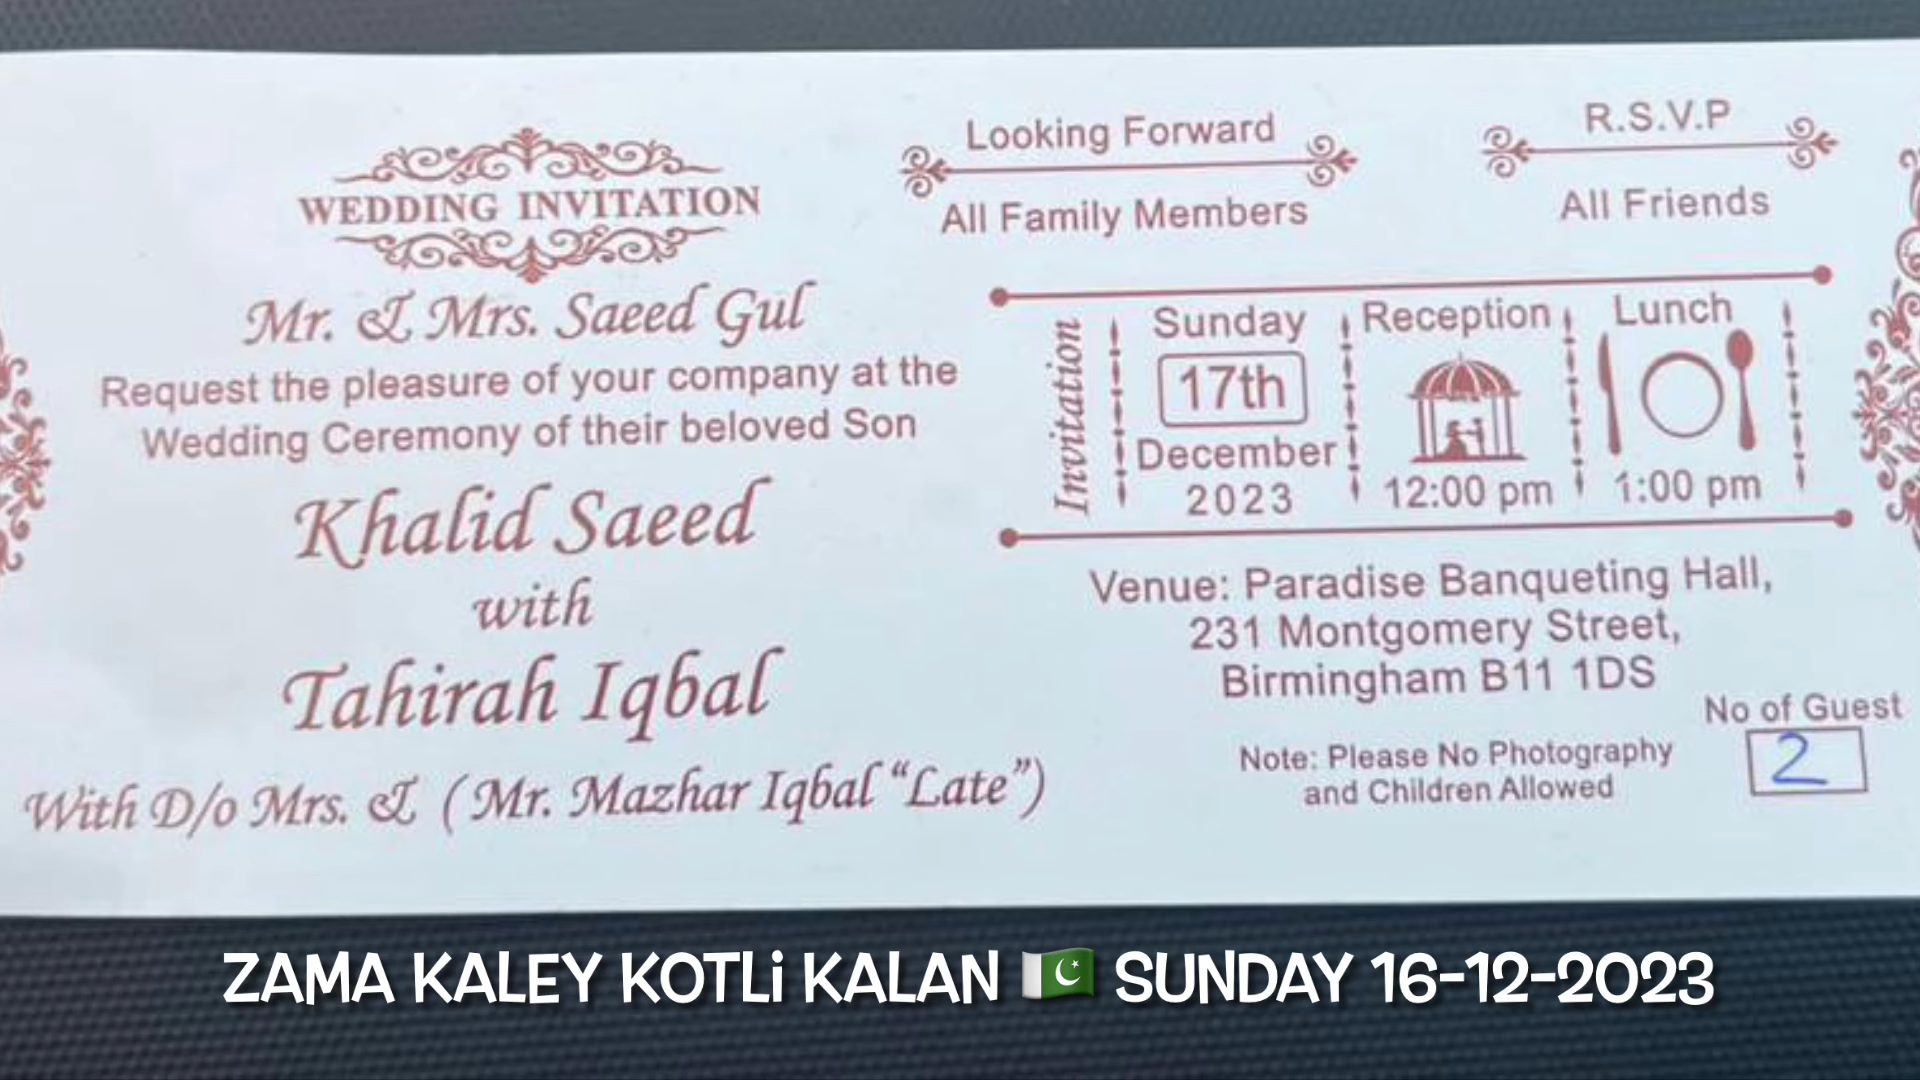 WEDDING INVITATION
Mr. & Mrs. Saeed Gul
Request the pleasure of your company at the
Wedding Ceremony of their beloved Son
Khalid Saeed
with
Tahirah Iqbal
With D/o Mrs. & (Mr. Mazhar Iqbal “Late”)
Looking Forward
All Family Members
R.S.V.P
All Friends
Invitation
Sunday
17th
December
2023
Reception
12:00 pm
Lunch
1:00 pm
Venue: Paradise Banqueting Hall,
231 Montgomery Street,
Birmingham B11 1DS
Note: Please No Photography
and Children Allowed
No of Guest
2
ZAMA KALEY KOTLi KALAN 🇵🇰 SUNDAY 16-12-2023